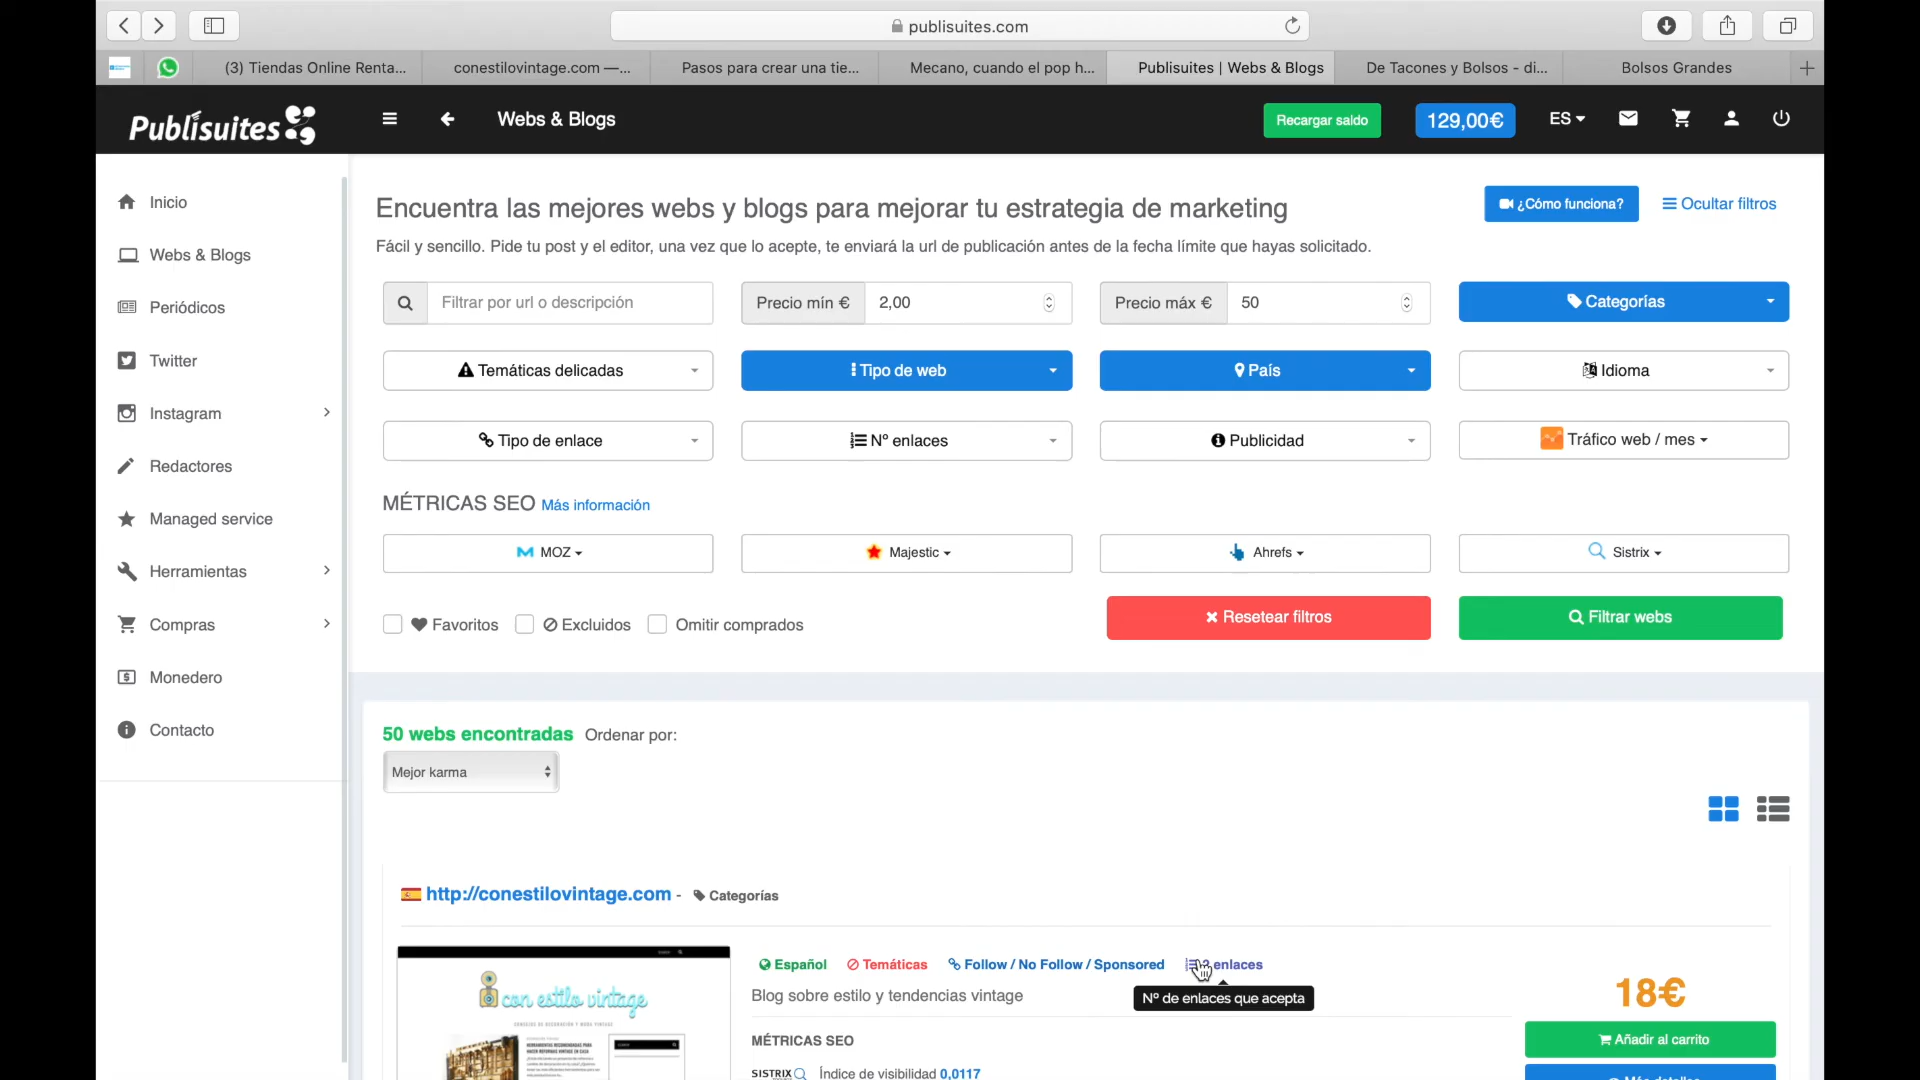 publisuites.com
(3) Tiendas Online Renta...
conestilovintage.com —...
Pasos para crear una tie...
Mecano, cuando el pop h...
Publisuites | Webs & Blogs
De Tacones y Bolsos - di...
Bolsos Grandes
Publisuites
Webs & Blogs
Recargar saldo
129,00€
ES
Inicio
Webs & Blogs
Periódicos
Twitter
Instagram
Redactores
Managed service
Herramientas
Compras
Monedero
Contacto
Encuentra las mejores webs y blogs para mejorar tu estrategia de marketing
¿Cómo funciona?
Ocultar filtros
Fácil y sencillo. Pide tu post y el editor, una vez que lo acepte, te enviará la url de publicación antes de la fecha límite que hayas solicitado.
Filtrar por url o descripción
Precio mín € 2,00
Precio máx € 50
Categorías
Temáticas delicadas
Tipo de web
País
Idioma
Tipo de enlace
Nº enlaces
Publicidad
Tráfico web / mes
MÉTRICAS SEO Más información
MOZ
Majestic
Ahrefs
Sistrix
Favoritos
Excluidos
Omitir comprados
Resetear filtros
Filtrar webs
50 webs encontradas Ordenar por:
Mejor karma
http://conestilovintage.com - Categorías
Español
Temáticas
Follow / No Follow / Sponsored
enlaces
Blog sobre estilo y tendencias vintage
Nº de enlaces que acepta
18€
con estilo vintage
MÉTRICAS SEO
Añadir al carrito
SISTRIX Índice de visibilidad 0,0117